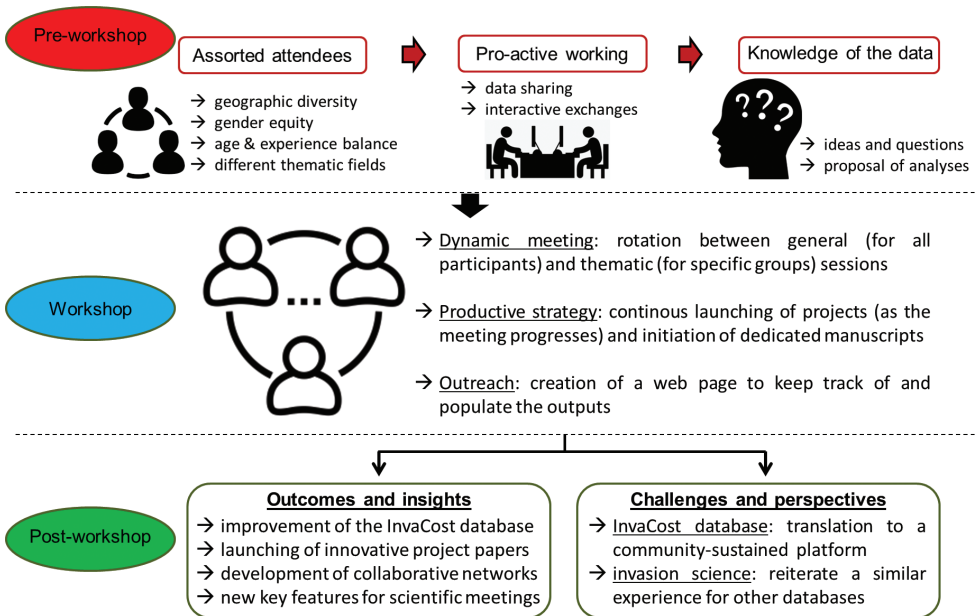 Pre-workshop
Assorted attendees
→ geographic diversity
→ gender equity
→ age & experience balance
→ different thematic fields
Pro-active working
→ data sharing
→ interactive exchanges
Knowledge of the data
? ? ?
→ ideas and questions
→ proposal of analyses
Workshop
...
→ Dynamic meeting: rotation between general (for all
participants) and thematic (for specific groups) sessions
→ Productive strategy: continous launching of projects (as the
meeting progresses) and initiation of dedicated manuscripts
→ Outreach: creation of a web page to keep track of and
populate the outputs
Post-workshop
Outcomes and insights
→ improvement of the InvaCost database
→ launching of innovative project papers
→ development of collaborative networks
→ new key features for scientific meetings
Challenges and perspectives
→ InvaCost database: translation to a
community-sustained platform
→ invasion science: reiterate a similar
experience for other databases